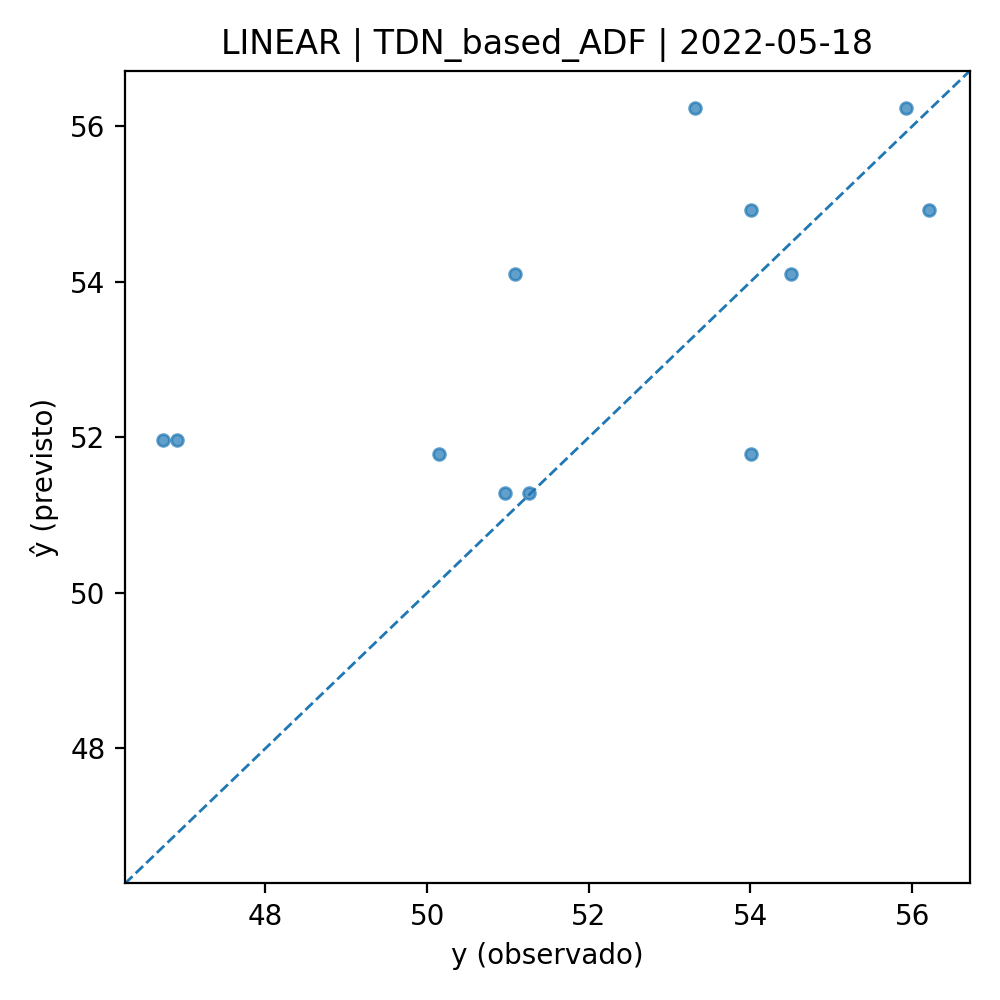 LINEAR | TDN_based_ADF | 2022-05-18
56
54
52
50
48
ŷ (previsto)
48 50 52 54 56
y (observado)